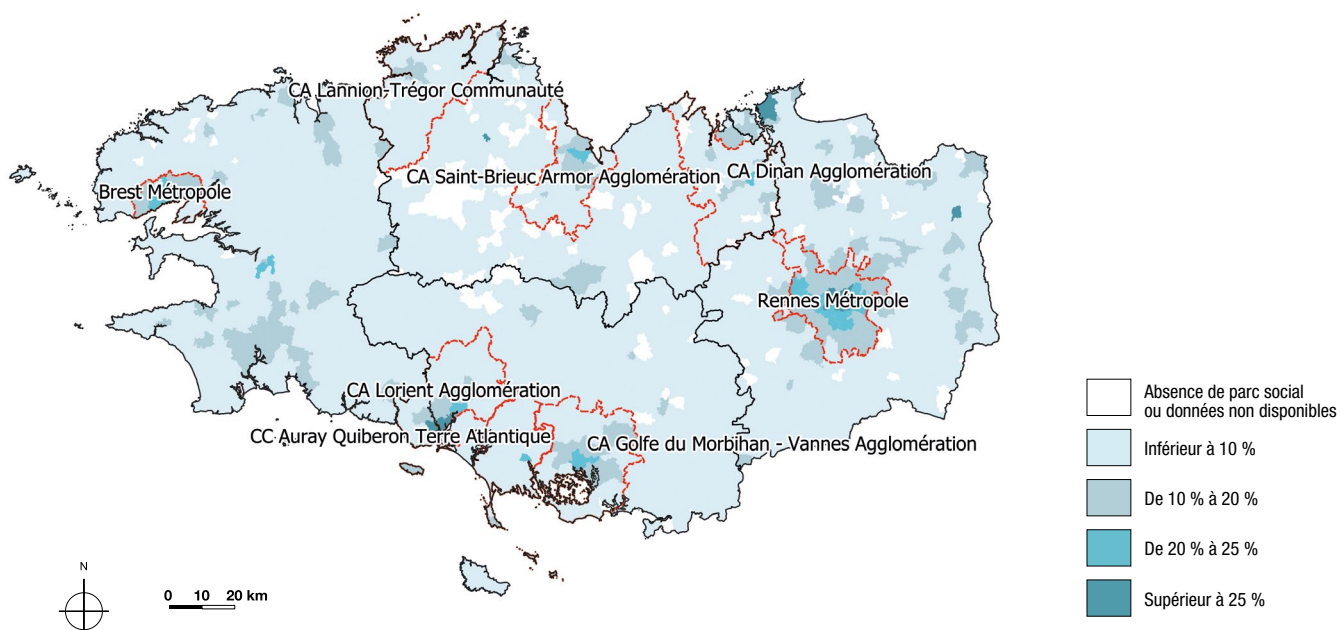 CA Lannion-Trégor Communauté
CA Saint-Brieuc Armor Agglomération
CA Dinan Agglomération
Brest Métropole
Rennes Métropole
CA Lorient Agglomération
CC Auray Quiberon Terre Atlantique
CA Golfe du Morbihan - Vannes Agglomération
Absence de parc social
ou données non disponibles
Inférieur à 10 %
De 10 % à 20 %
De 20 % à 25 %
Supérieur à 25 %
N
0 10 20 km